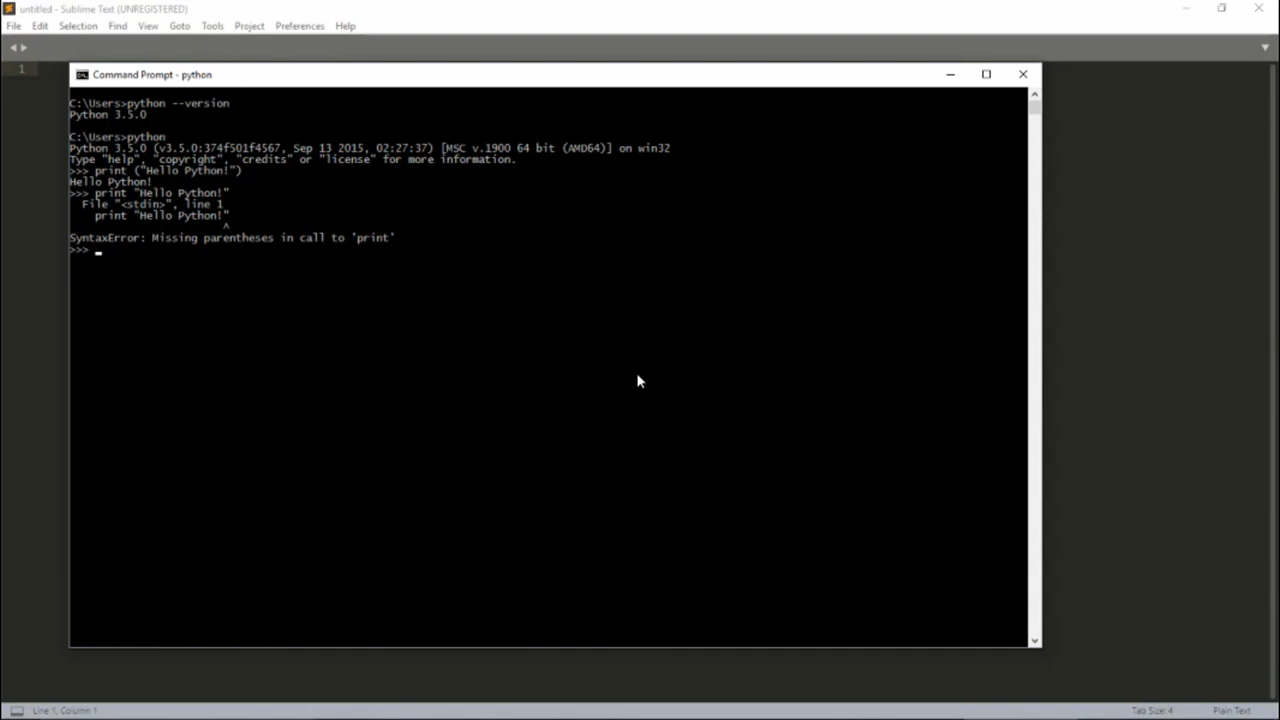 untitled - Sublime Text (UNREGISTERED)
File Edit Selection Find View Goto Tools Project Preferences Help
1
Command Prompt - python
C:\Users>python --version
Python 3.5.0
C:\Users>python
Python 3.5.0 (v3.5.0:374f501f4567, Sep 13 2015, 02:27:37) [MSC v.1900 64 bit (AMD64)] on win32
Type "help", "copyright", "credits" or "license" for more information.
>>> print ("Hello Python!")
Hello Python!
>>> print "Hello Python!"
  File "<stdin>", line 1
    print "Hello Python!"
                        ^
SyntaxError: Missing parentheses in call to 'print'
>>>
Line 1, Column 1 Tab Size: 4 Plain Text